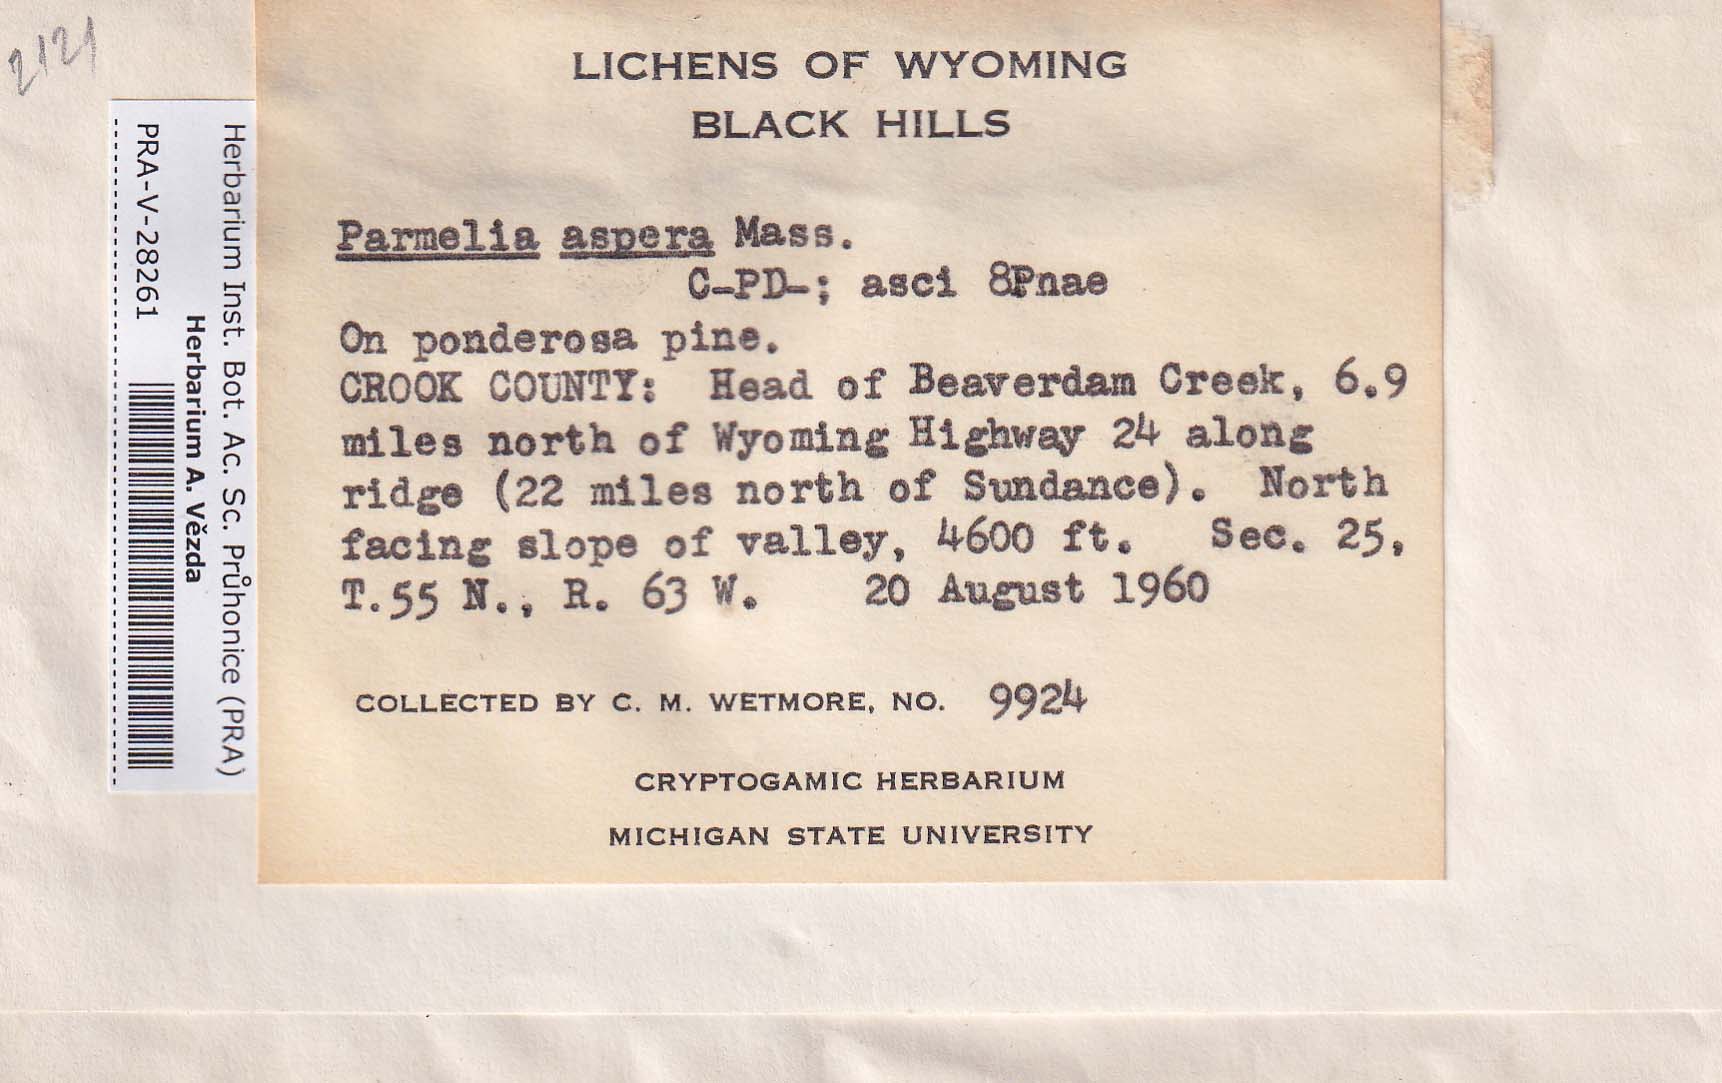 2121
LICHENS OF WYOMING
BLACK HILLS
Parmelia aspera Mass.
C-PD-; asci 8Pnae
On ponderosa pine.
CROOK COUNTY: Head of Beaverdam Creek, 6.9
miles north of Wyoming Highway 24 along
ridge (22 miles north of Sundance). North
facing slope of valley, 4600 ft. Sec. 25,
T.55 N., R. 63 W. 20 August 1960
COLLECTED BY C. M. WETMORE, NO. 9924
CRYPTOGAMIC HERBARIUM
MICHIGAN STATE UNIVERSITY
Herbarium Inst. Bot. Ac. Sc. Průhonice (PRA)
Herbarium A. Vězda
PRA-V-28261